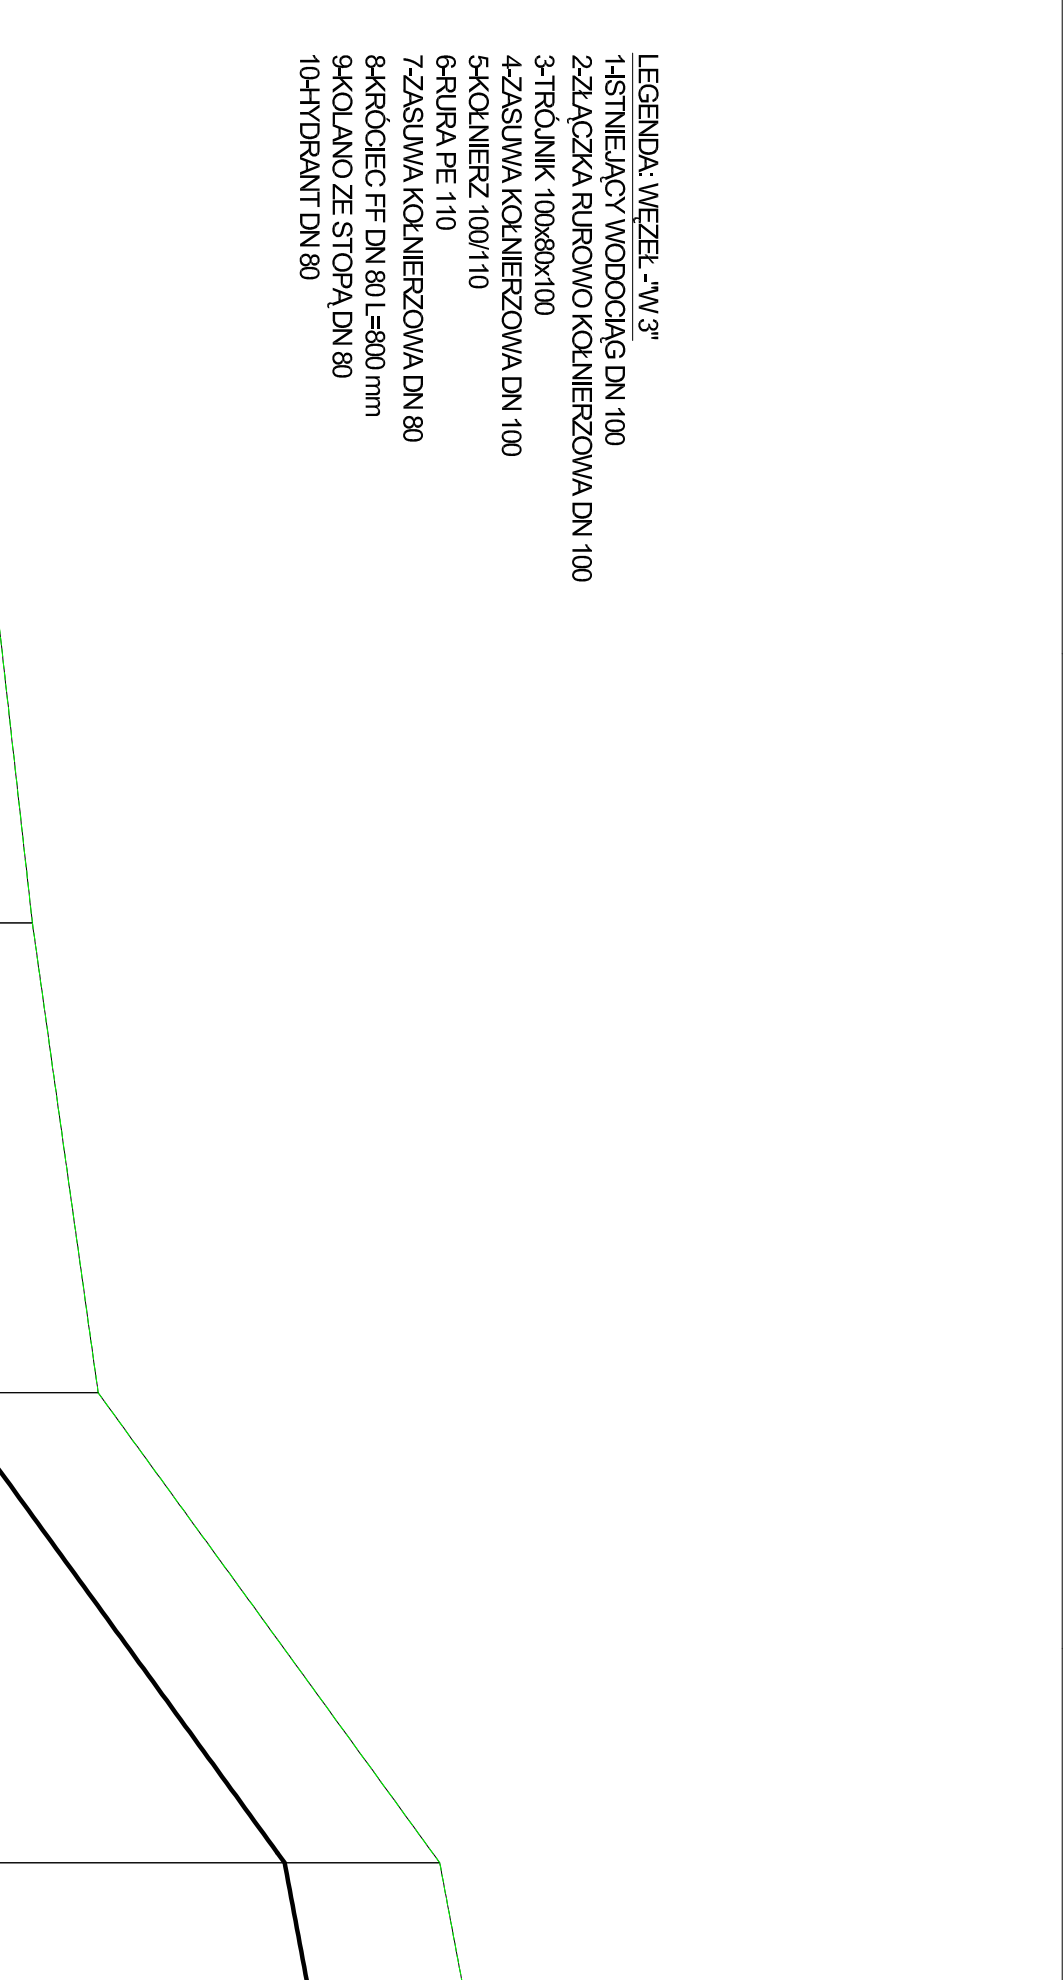 LEGENDA: WĘZEŁ -"W 3"
1-ISTNIEJĄCY WODOCIĄG DN 100
2-ZŁĄCZKA RUROWO KOŁNIERZOWA DN 100
3-TRÓJNIK 100x80x100
4-ZASUWA KOŁNIERZOWA DN 100
5-KOŁNIERZ 100/110
6-RURA PE 110
7-ZASUWA KOŁNIERZOWA DN 80
8-KRÓCIEC FF DN 80 L=800 mm
9-KOLANO ZE STOPĄ DN 80
10-HYDRANT DN 80